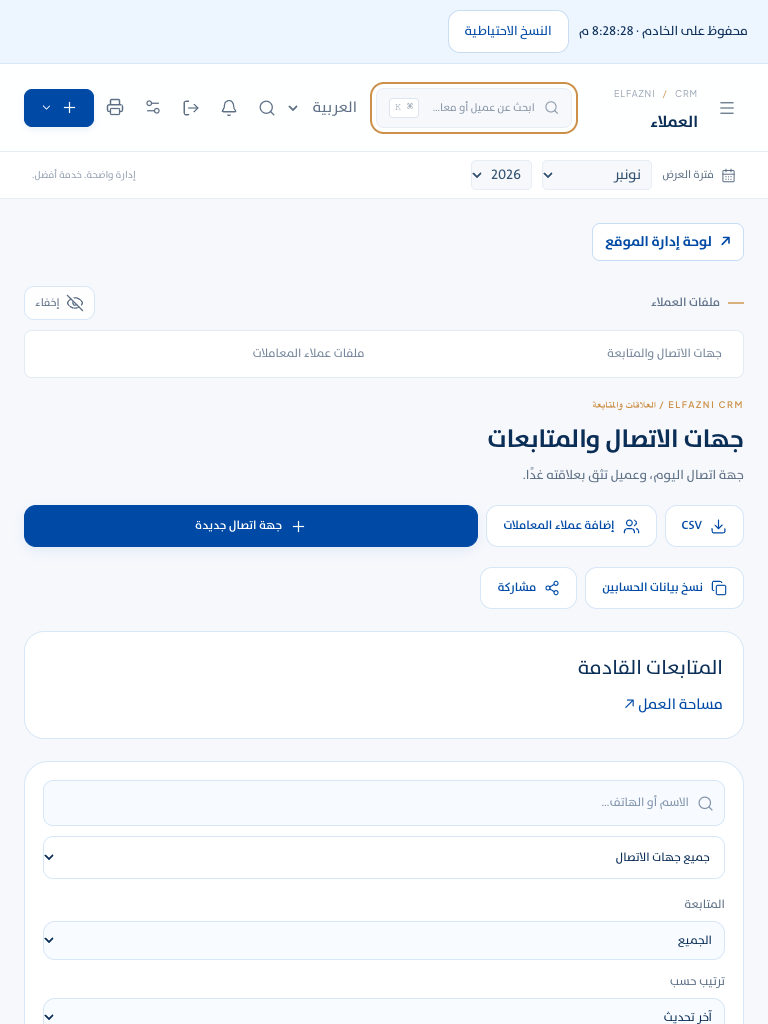 محفوظ على الخادم · 8:28:28 م
النسخ الاحتياطية
ELFAZNI / CRM
العملاء
ابحث عن عميل أو معا...
⌘ K
العربية
فترة العرض
نونبر
2026
إدارة واضحة. خدمة أفضل.
لوحة إدارة الموقع
ملفات العملاء
إخفاء
جهات الاتصال والمتابعة
ملفات عملاء المعاملات
ELFAZNI CRM / العلاقات والمتابعة
جهات الاتصال والمتابعات
جهة اتصال اليوم، وعميل تثق بعلاقته غدًا.
CSV
إضافة عملاء المعاملات
جهة اتصال جديدة
نسخ بيانات الحسابين
مشاركة
المتابعات القادمة
مساحة العمل
الاسم أو الهاتف...
جميع جهات الاتصال
المتابعة
الجميع
ترتيب حسب
آخر تحديث